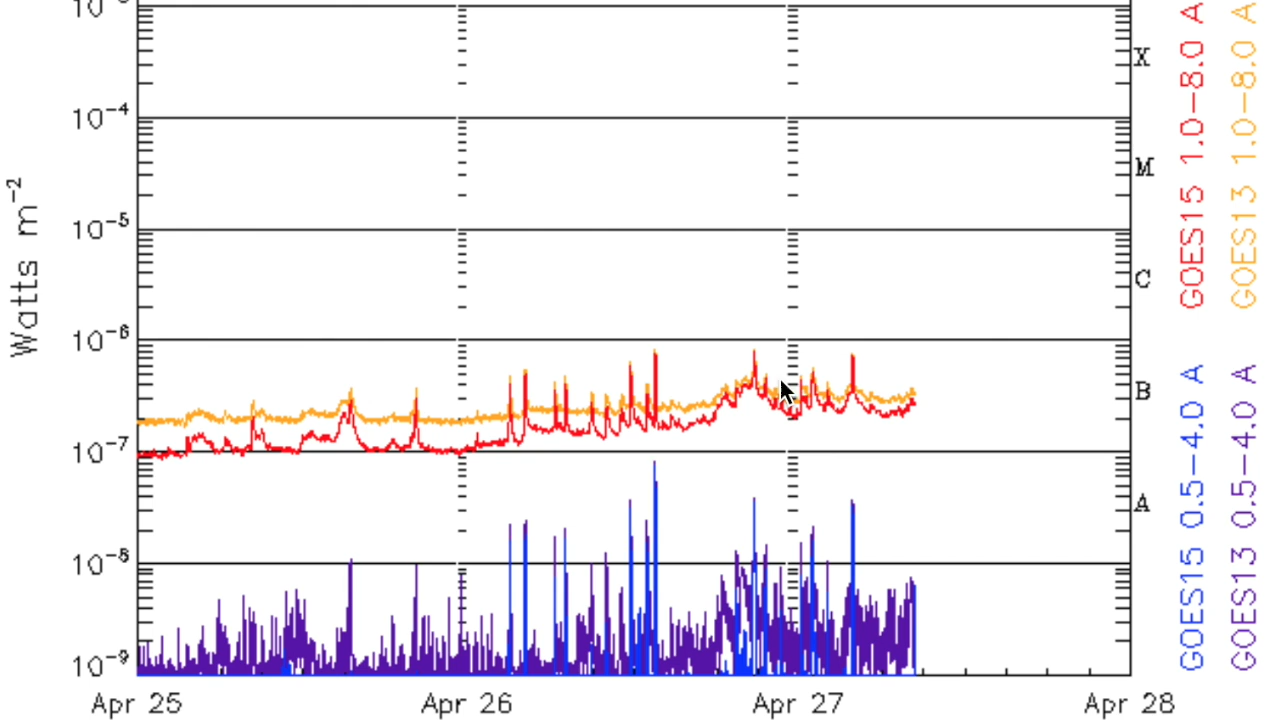 10⁻⁴
10⁻⁵
10⁻⁶
10⁻⁷
10⁻⁸
10⁻⁹
Watts m⁻²
X
M
C
B
A
Apr 25 Apr 26 Apr 27 Apr 28
GOES15 1.0−8.0 A
GOES13 1.0−8.0 A
GOES15 0.5−4.0 A
GOES13 0.5−4.0 A